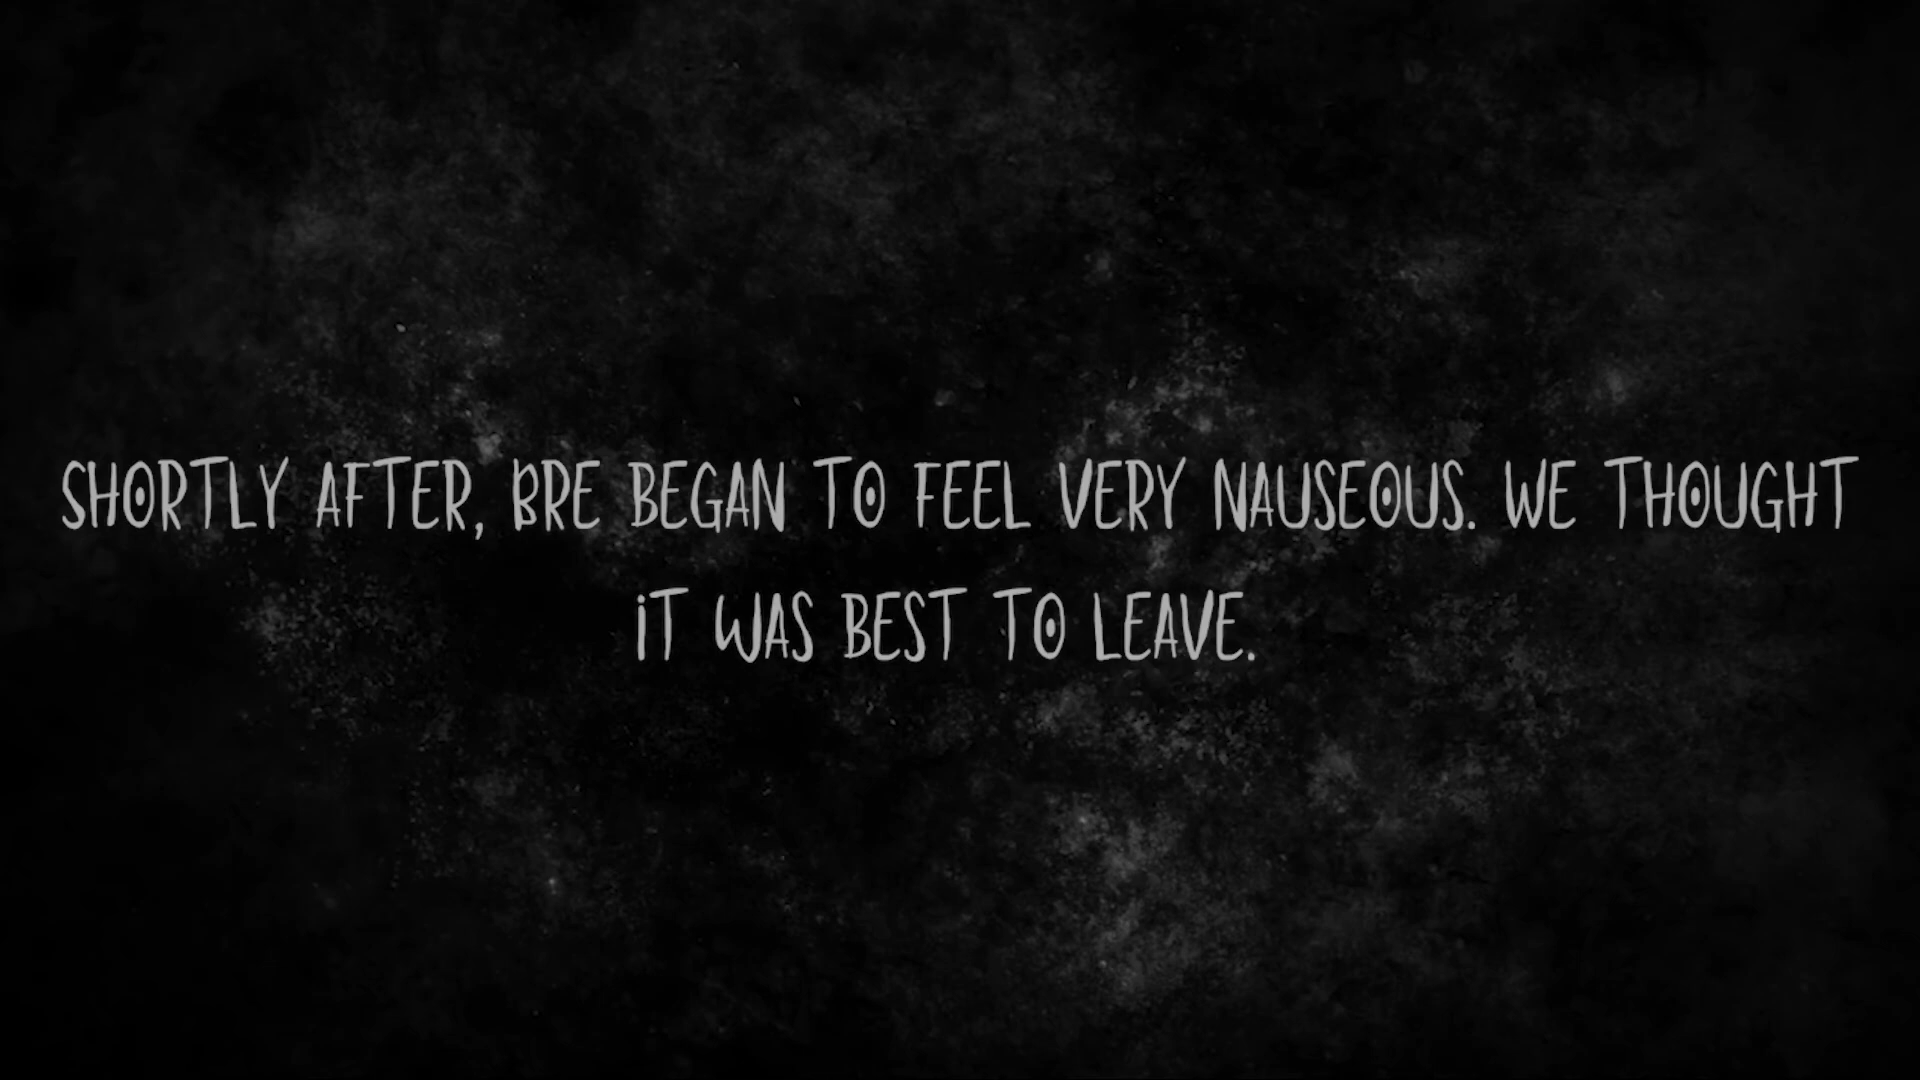 SHORTLY AFTER, BRE BEGAN TO FEEL VERY NAUSEOUS. WE THOUGHT
iT WAS BEST TO LEAVE.